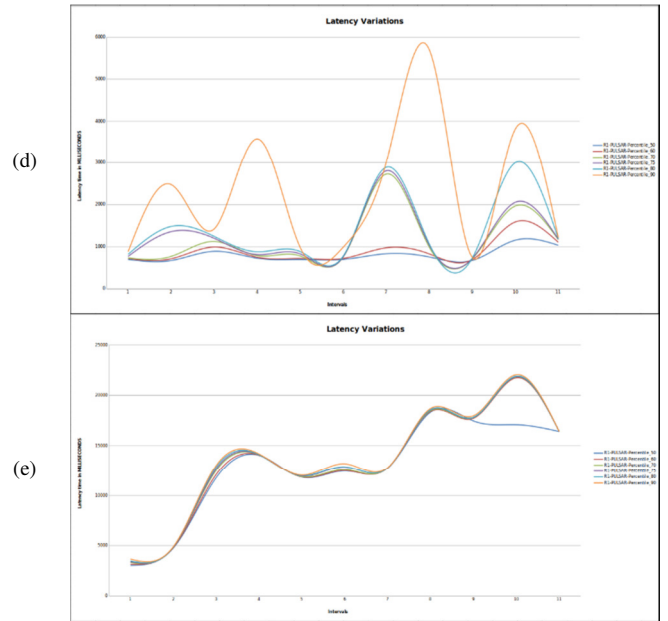 (d)
Latency Variations
6000
5000
4000
3000
2000
1000
0
Latency time in MILLISECONDS
1 2 3 4 5 6 7 8 9 10 11
Intervals
R1-PULSAR-Percentile_50
R1-PULSAR-Percentile_60
R1-PULSAR-Percentile_70
R1-PULSAR-Percentile_75
R1-PULSAR-Percentile_80
R1-PULSAR-Percentile_90
(e)
Latency Variations
25000
20000
15000
10000
5000
0
Latency time in MILLISECONDS
1 2 3 4 5 6 7 8 9 10 11
Intervals
R1-PULSAR-Percentile_50
R1-PULSAR-Percentile_60
R1-PULSAR-Percentile_70
R1-PULSAR-Percentile_75
R1-PULSAR-Percentile_80
R1-PULSAR-Percentile_90